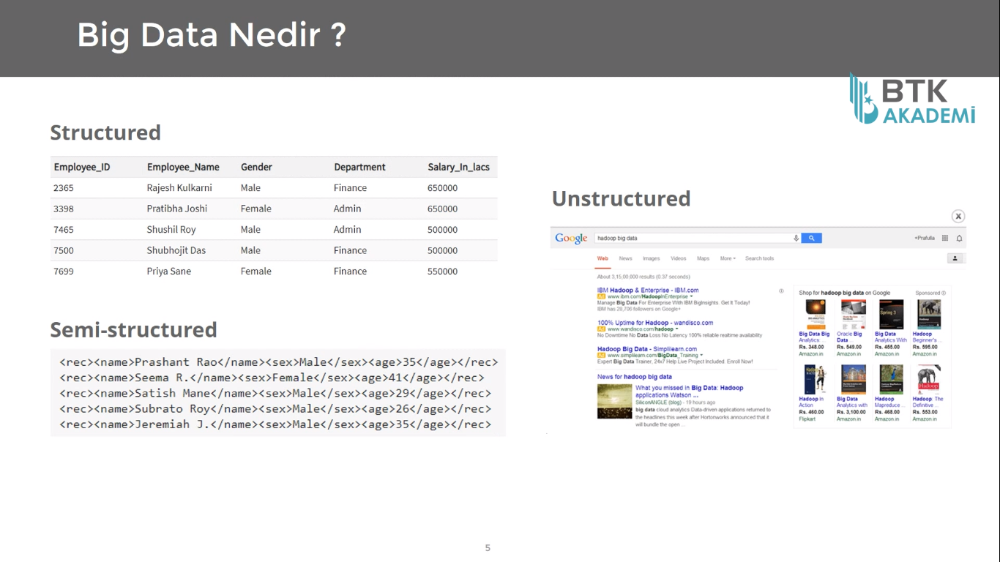 Big Data Nedir ?
BTK
AKADEMİ
Structured
Employee_ID Employee_Name Gender Department Salary_In_lacs
2365 Rajesh Kulkarni Male Finance 650000
3398 Pratibha Joshi Female Admin 650000
7465 Shushil Roy Male Admin 500000
7500 Shubhojit Das Male Finance 500000
7699 Priya Sane Female Finance 550000
Semi-structured
<rec><name>Prashant Rao</name><sex>Male</sex><age>35</age></rec>
<rec><name>Seema R.</name><sex>Female</sex><age>41</age></rec>
<rec><name>Satish Mane</name><sex>Male</sex><age>29</age></rec>
<rec><name>Subrato Roy</name><sex>Male</sex><age>26</age></rec>
<rec><name>Jeremiah J.</name><sex>Male</sex><age>35</age></rec>
Unstructured
X
Google hadoop big data +Prafulla
Web News Images Videos Maps More Search tools
About 3,15,00,000 results (0.37 seconds)
IBM Hadoop & Enterprise - IBM.com
Ad www.ibm.com/HadoopInEnterprise
Manage Big Data For Enterprise With IBM BigInsights. Get It Today!
IBM has 29,706 followers on Google+
100% Uptime for Hadoop - wandisco.com
Ad www.wandisco.com/hadoop
No Downtime No Data Loss No Latency 100% reliable realtime availability
Hadoop Big Data - Simplilearn.com
Ad www.simplilearn.com/BigData_Training
Expert Big Data Trainer, 24x7 Help Live Project Included. Enroll Now!
News for hadoop big data
What you missed in Big Data: Hadoop
applications Watson ...
SiliconANGLE (blog) - 19 hours ago
big data cloud analytics Data-driven applications returned to
the headlines this week after Hortonworks announced that it
will bundle the open ...
Shop for hadoop big data on Google Sponsored
Big Data Big Oracle Big Big Data Hadoop
Analytics: ... Data ... Analytics With Beginner's ...
Rs. 348.00 Rs. 549.00 Rs. 455.00 Rs. 595.00
Amazon.in Amazon.in Amazon.in Amazon.in
Hadoop In Big Data Hadoop Hadoop: The
Action Analytics with Mapreduce ... Definitive ...
Rs. 460.00 Rs. 3,100.00 Rs. 468.00 Rs. 553.00
Flipkart Amazon.in Amazon.in Amazon.in
5